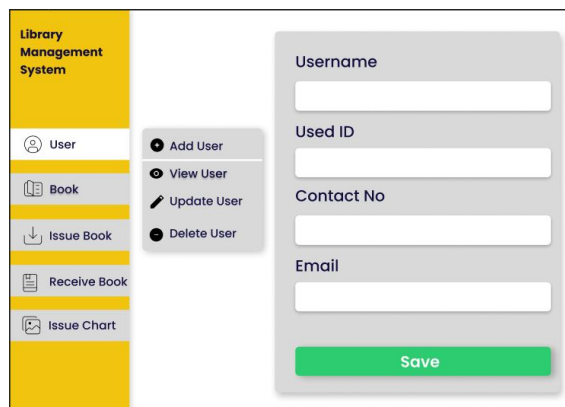 Library
Management
System
User
Book
Issue Book
Receive Book
Issue Chart
Add User
View User
Update User
Delete User
Username
Used ID
Contact No
Email
Save